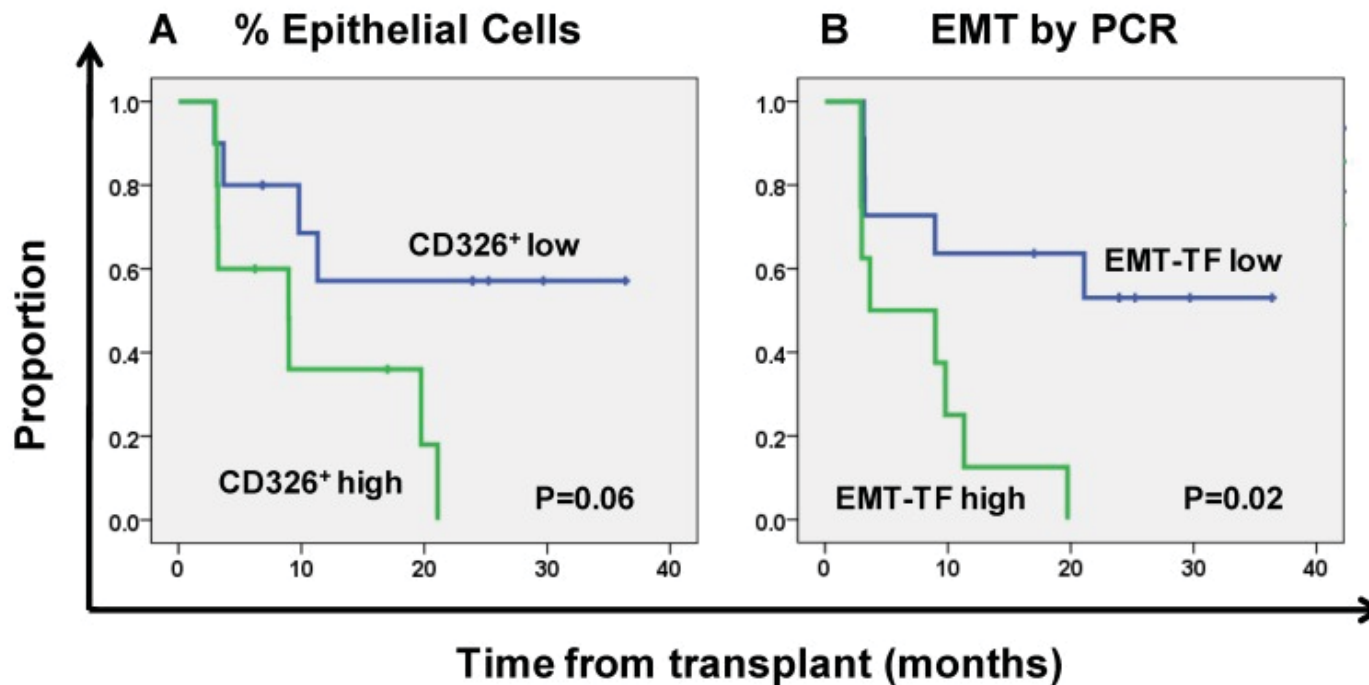 A % Epithelial Cells
B EMT by PCR
Proportion
1.0
0.8
0.6
0.4
0.2
0.0
CD326⁺ low
CD326⁺ high
P=0.06
0 10 20 30 40
1.0
0.8
0.6
0.4
0.2
0.0
EMT-TF low
EMT-TF high
P=0.02
0 10 20 30 40
Time from transplant (months)